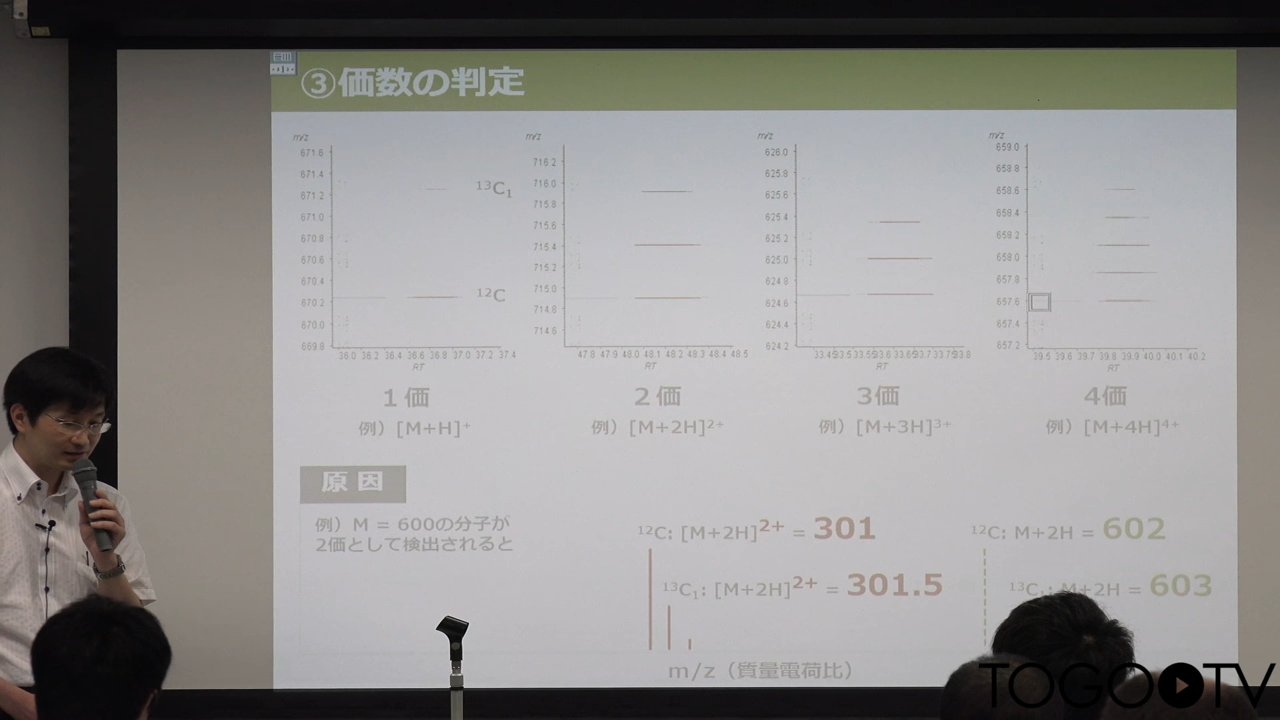 ③価数の判定
m/z
671.6
671.4
671.2
671.0
670.8
670.6
670.4
670.2
670.0
669.8
¹³C₁
¹²C
36.0 36.2 36.4 36.6 36.8 37.0 37.2 37.4
RT
m/z
716.2
716.0
715.8
715.6
715.4
715.2
715.0
714.8
714.6
47.8 47.9 48.0 48.1 48.2 48.3 48.4 48.5
RT
m/z
626.0
625.8
625.6
625.4
625.2
625.0
624.8
624.6
624.4
624.2
RT
m/z
659.0
658.8
658.6
658.4
658.2
658.0
657.8
657.6
657.4
657.2
39.5 39.6 39.7 39.8 39.9 40.0 40.1 40.2
RT
1価
例）[M+H]⁺
2価
例）[M+2H]²⁺
3価
例）[M+3H]³⁺
4価
例）[M+4H]⁴⁺
原因
例）M = 600の分子が
2価として検出されると
¹²C: [M+2H]²⁺ = 301
¹³C₁: [M+2H]²⁺ = 301.5
m/z（質量電荷比）
¹²C: M+2H = 602
¹³C₁: M+2H = 603
TOGOTV